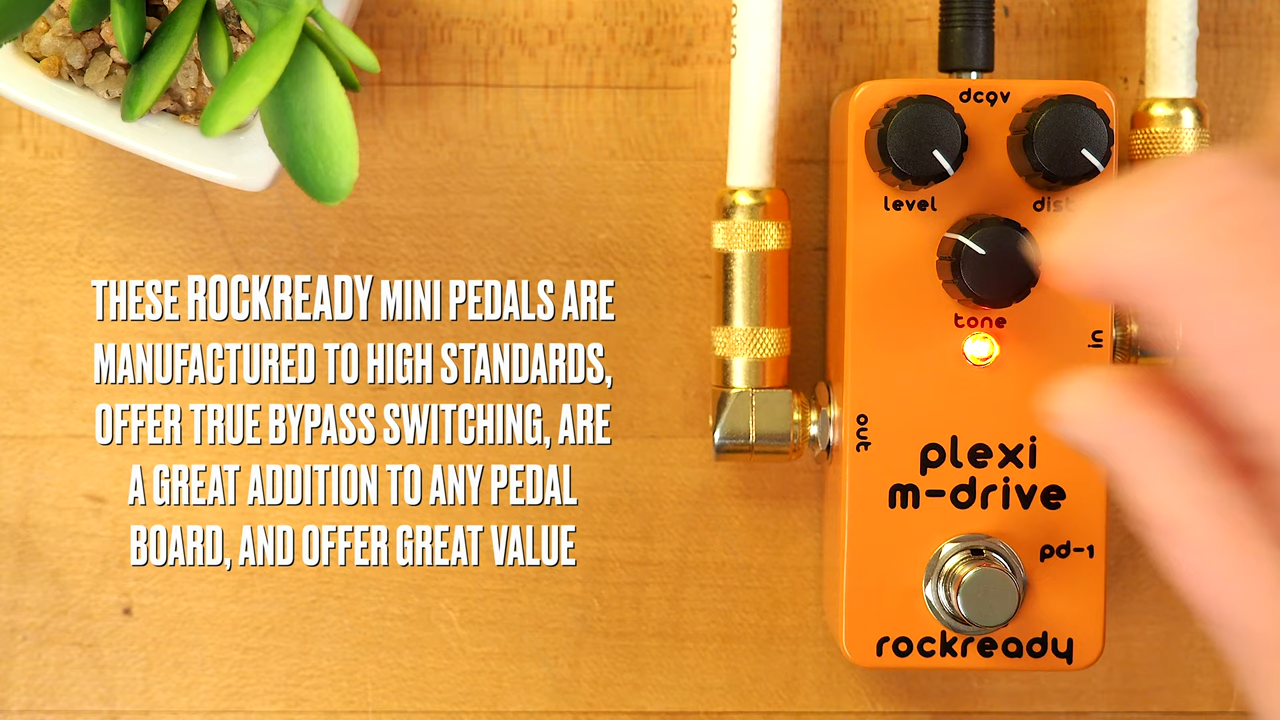 THESE ROCKREADY MINI PEDALS ARE
MANUFACTURED TO HIGH STANDARDS,
OFFER TRUE BYPASS SWITCHING, ARE
A GREAT ADDITION TO ANY PEDAL
BOARD, AND OFFER GREAT VALUE
dc9v
level
dist
tone
in
out
plexi
m-drive
pd-1
rockready